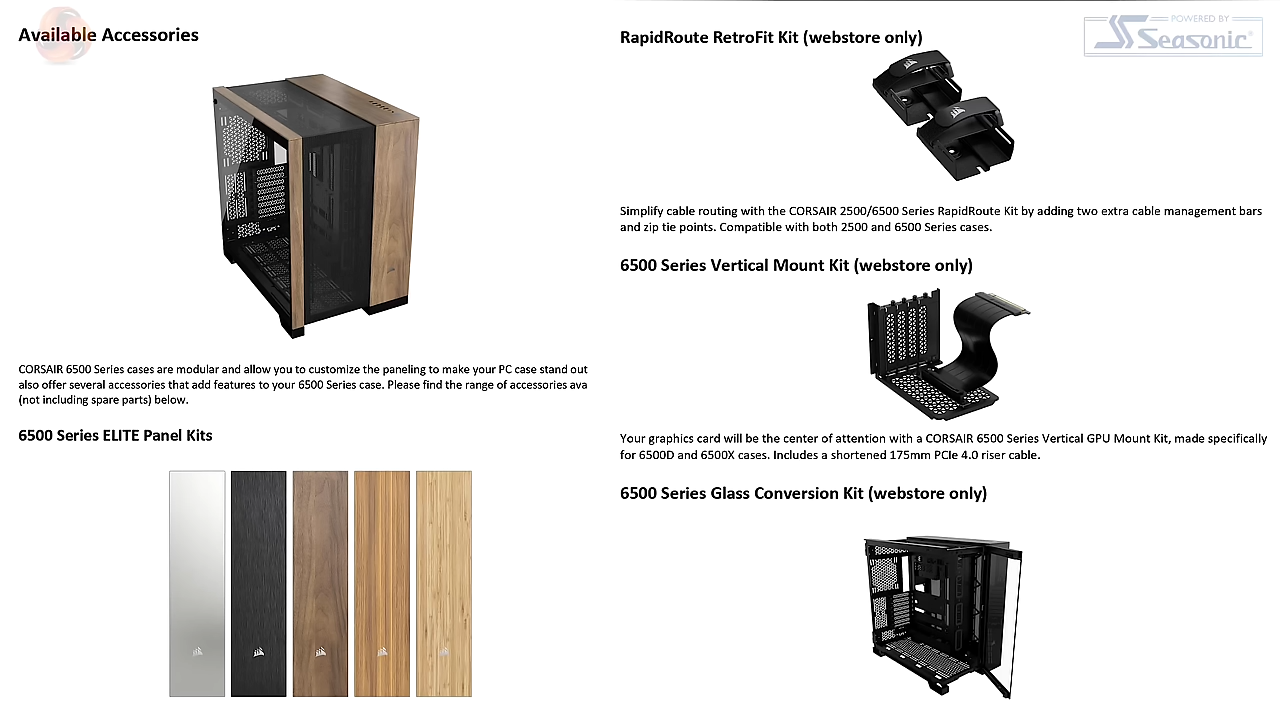 Available Accessories
CORSAIR 6500 Series cases are modular and allow you to customize the paneling to make your PC case stand out
also offer several accessories that add features to your 6500 Series case. Please find the range of accessories ava
(not including spare parts) below.
6500 Series ELITE Panel Kits
RapidRoute RetroFit Kit (webstore only)
POWERED BY
Seasonic
Simplify cable routing with the CORSAIR 2500/6500 Series RapidRoute Kit by adding two extra cable management bars
and zip tie points. Compatible with both 2500 and 6500 Series cases.
6500 Series Vertical Mount Kit (webstore only)
Your graphics card will be the center of attention with a CORSAIR 6500 Series Vertical GPU Mount Kit, made specifically
for 6500D and 6500X cases. Includes a shortened 175mm PCIe 4.0 riser cable.
6500 Series Glass Conversion Kit (webstore only)